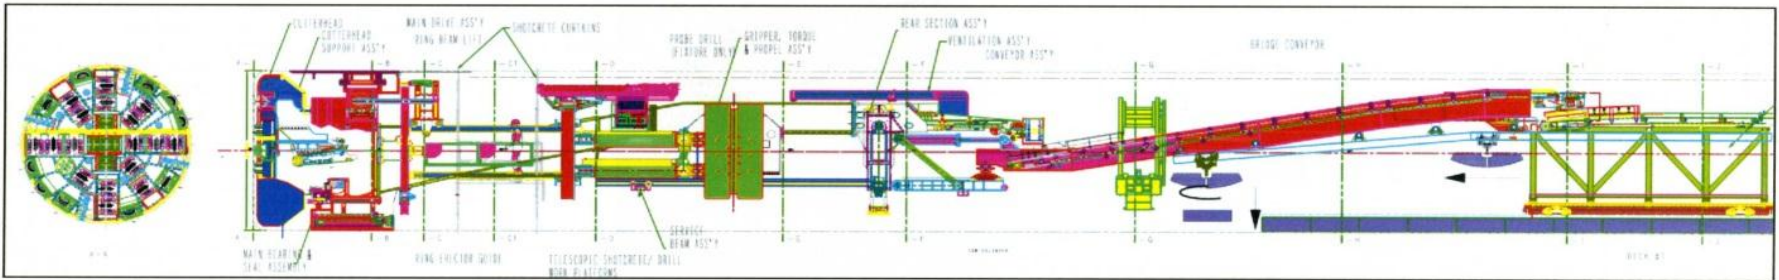 CUTTERHEAD
CUTTERHEAD
SUPPORT ASS'Y
MAIN DRIVE ASS'Y
RING BEAM LIFT
SHOTCRETE CURTAINS
PROBE DRILL
(FIXTURE ONLY)
GRIPPER, TORQUE
& PROPEL ASS'Y
REAR SECTION ASS'Y
VENTILATION ASS'Y
CONVEYOR ASS'Y
BRIDGE CONVEYOR
MAIN BEARING &
SEAL ASSEMBLY
RING ERECTOR GUIDE
TELESCOPIC SHOTCRETE/ DRILL
WORK PLATFORMS
SERVICE
BEAM ASS'Y
DECK #1